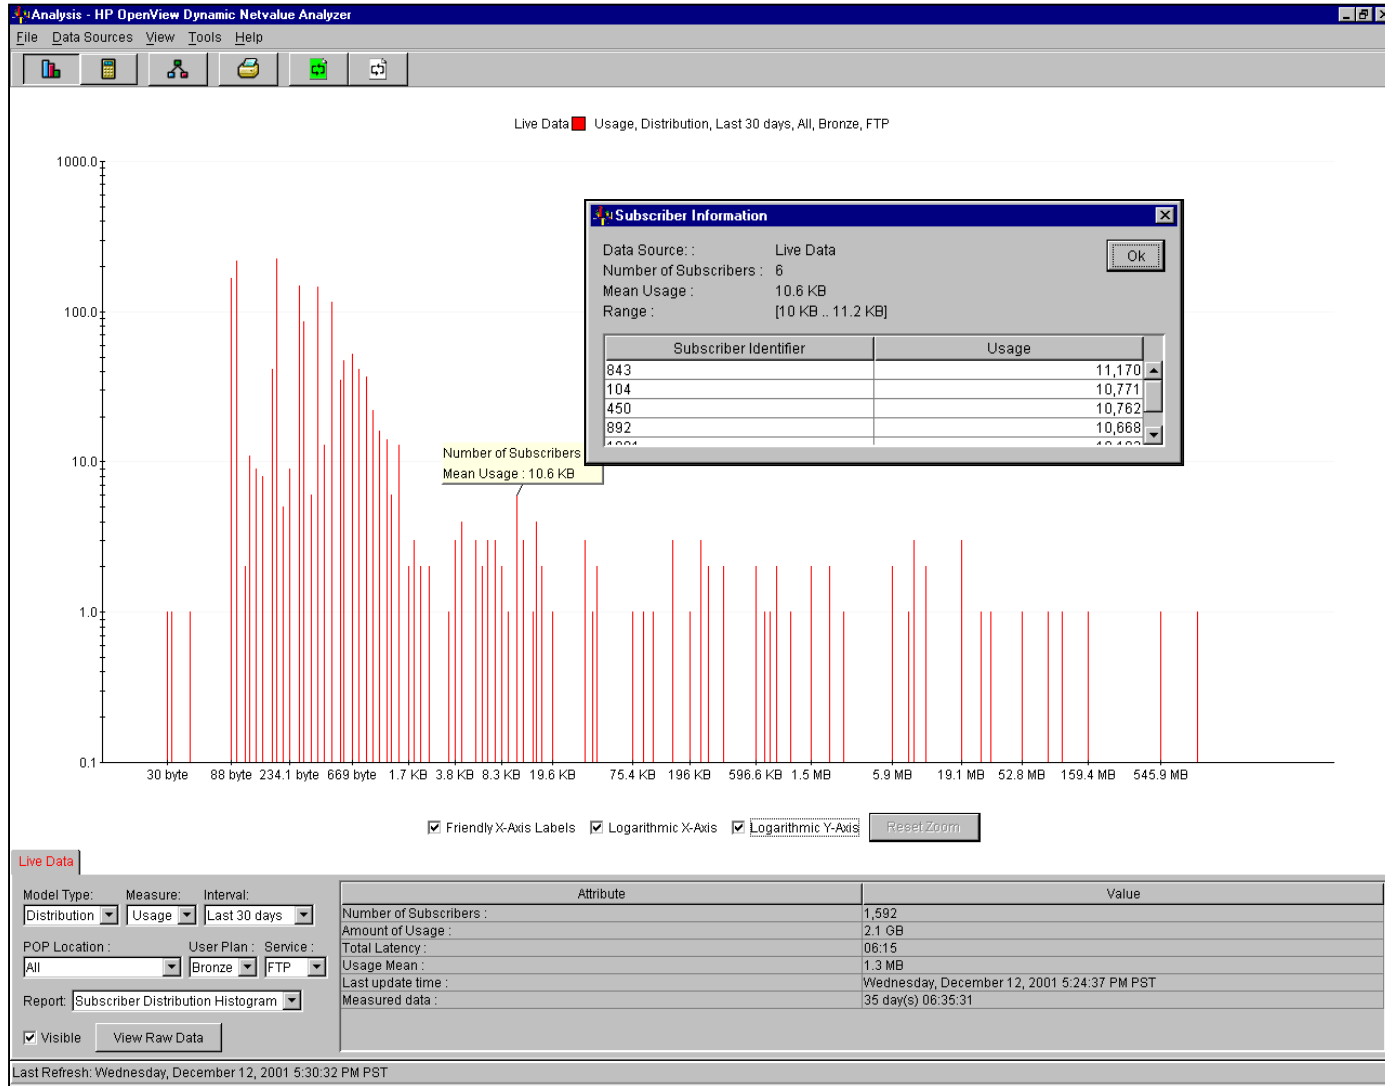 Analysis - HP OpenView Dynamic Netvalue Analyzer
File Data Sources View Tools Help
Live Data Usage, Distribution, Last 30 days, All, Bronze, FTP
1000.0
100.0
10.0
1.0
0.1
Subscriber Information
Data Source: : Live Data
Number of Subscribers : 6
Mean Usage : 10.6 KB
Range : [10 KB .. 11.2 KB]
Ok
Subscriber Identifier Usage
843 11,170
104 10,771
450 10,762
892 10,668
Number of Subscribers
Mean Usage : 10.6 KB
30 byte 88 byte 234.1 byte 669 byte 1.7 KB 3.8 KB 8.3 KB 19.6 KB 75.4 KB 196 KB 596.6 KB 1.5 MB 5.9 MB 19.1 MB 52.8 MB 159.4 MB 545.9 MB
Friendly X-Axis Labels Logarithmic X-Axis Logarithmic Y-Axis Reset Zoom
Live Data
Model Type: Measure: Interval:
Distribution Usage Last 30 days
POP Location : User Plan : Service :
All Bronze FTP
Report: Subscriber Distribution Histogram
Visible View Raw Data
Attribute Value
Number of Subscribers : 1,592
Amount of Usage : 2.1 GB
Total Latency : 06:15
Usage Mean : 1.3 MB
Last update time : Wednesday, December 12, 2001 5:24:37 PM PST
Measured data : 35 day(s) 06:35:31
Last Refresh: Wednesday, December 12, 2001 5:30:32 PM PST